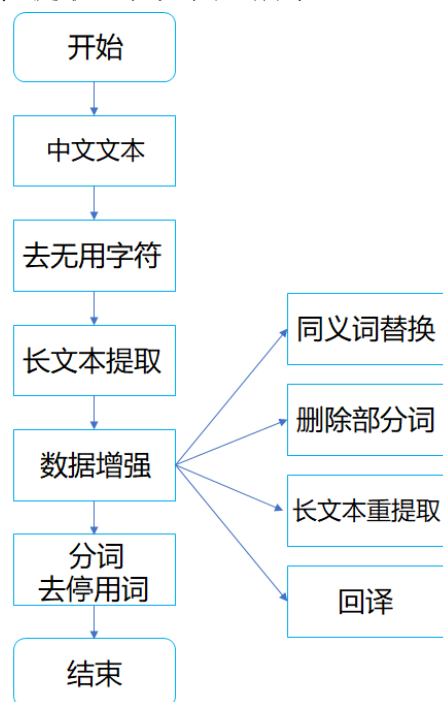 开始
中文文本
去无用字符
长文本提取
数据增强
分词
去停用词
结束
同义词替换
删除部分词
长文本重提取
回译